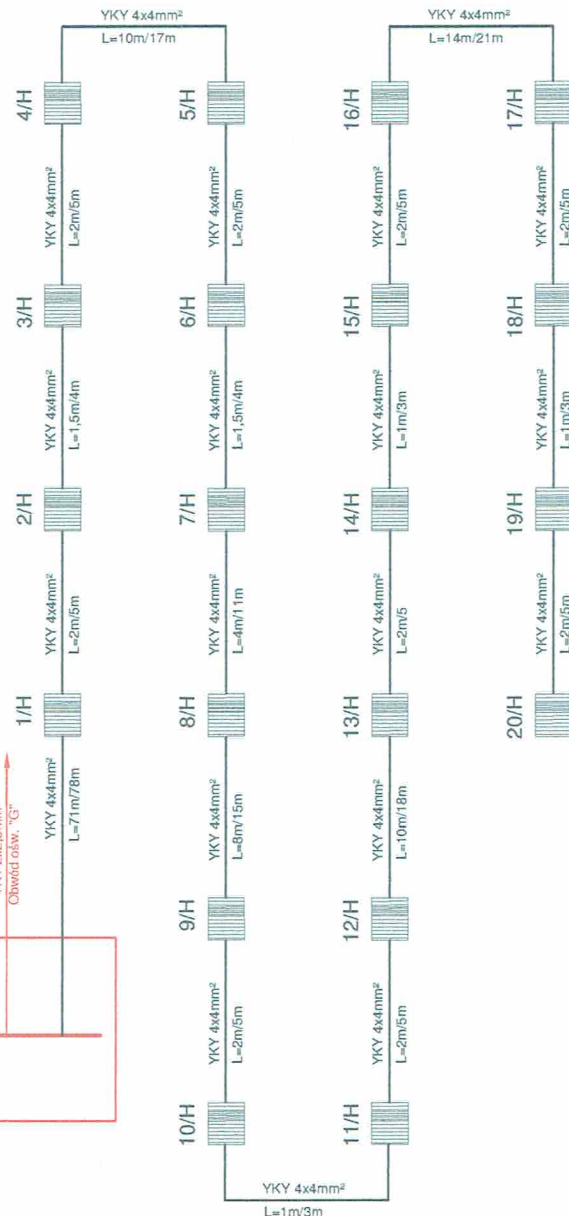 YKY 4x4mm²
L=10m/17m
YKY 4x4mm²
L=14m/21m
4/H
5/H
16/H
17/H
YKY 4x4mm²
L=2m/5m
YKY 4x4mm²
L=2m/5m
YKY 4x4mm²
L=2m/5m
YKY 4x4mm²
L=2m/5m
3/H
6/H
15/H
18/H
YKY 4x4mm²
L=1,5m/4m
YKY 4x4mm²
L=1,5m/4m
YKY 4x4mm²
L=1m/3m
YKY 4x4mm²
L=1m/3m
2/H
7/H
14/H
19/H
YKY 4x4mm²
L=2m/5m
YKY 4x4mm²
L=4m/11m
YKY 4x4mm²
L=2m/5
YKY 4x4mm²
L=2m/5m
1/H
8/H
13/H
20/H
Obwód ośw. "G"
YKY 4x4mm²
L=71m/78m
YKY 4x4mm²
L=8m/15m
YKY 4x4mm²
L=10m/18m
9/H
12/H
YKY 4x4mm²
L=2m/5m
YKY 4x4mm²
L=2m/5m
10/H
11/H
YKY 4x4mm²
L=1m/3m